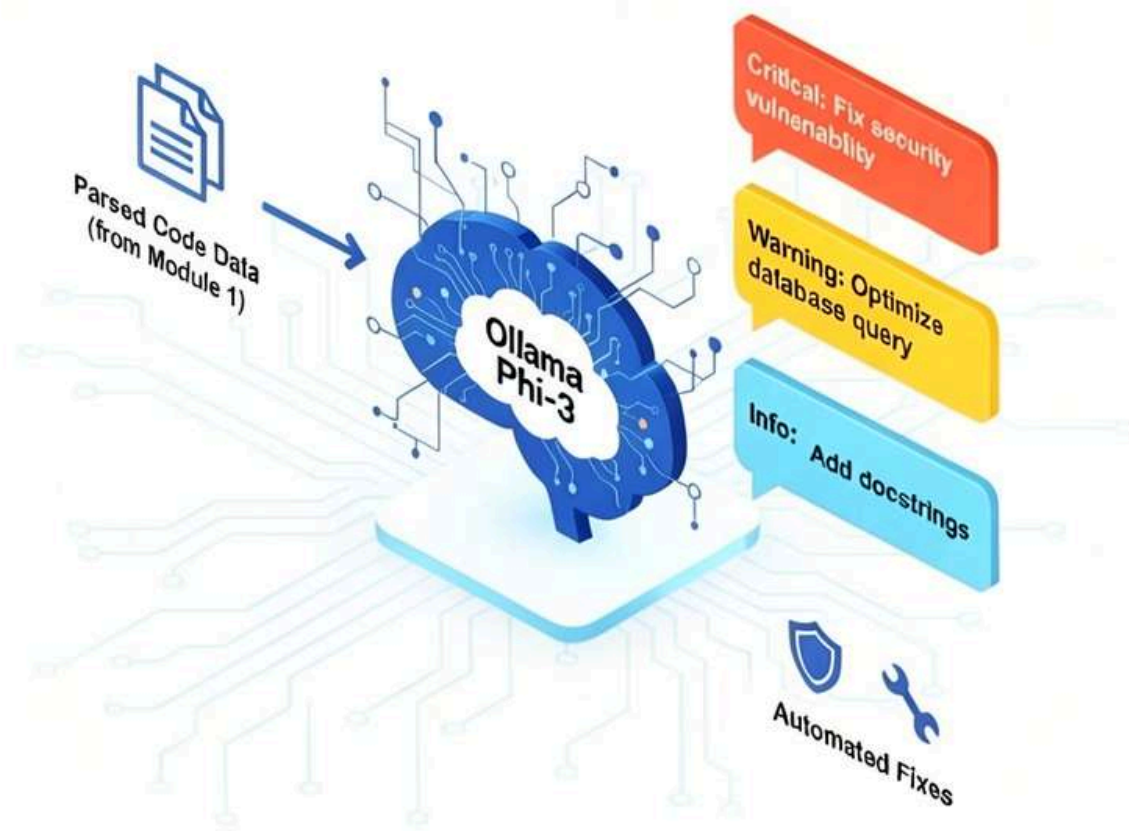 Parsed Code Data
(from Module 1)
Ollama
Phi-3
Critical: Fix security
vulnenablity
Warning: Optimize
database query
Info: Add docstrings
Automated Fixes